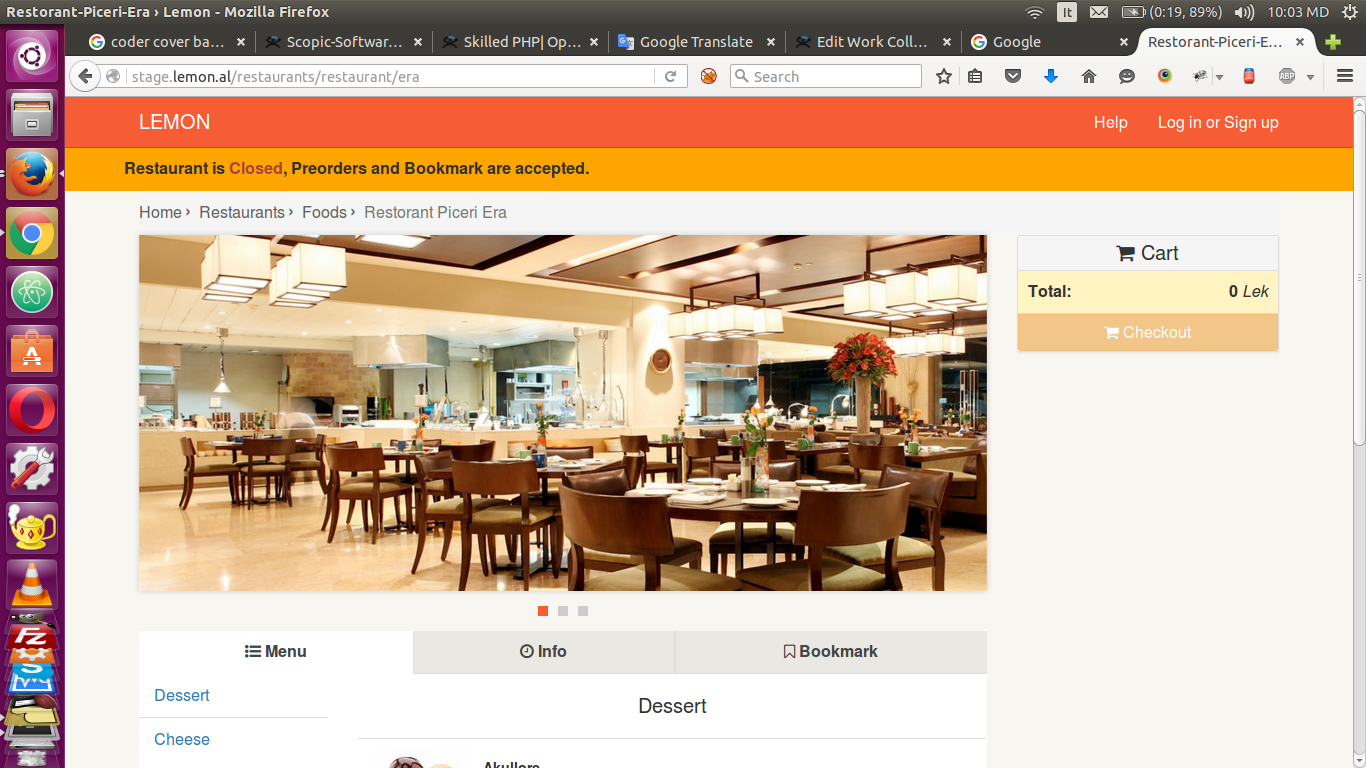 Restorant-Piceri-Era › Lemon - Mozilla Firefox
It
(0:19, 89%)
10:03 MD
coder cover ba...
Scopic-Softwar...
Skilled PHP| Op...
Google Translate
Edit Work Coll...
Google
Restorant-Piceri-E...
stage.lemon.al/restaurants/restaurant/era
Search
ABP
LEMON
Help
Log in or Sign up
Restaurant is Closed, Preorders and Bookmark are accepted.
Home › Restaurants › Foods › Restorant Piceri Era
Cart
Total:
0 Lek
Checkout
Menu
Info
Bookmark
Dessert
Cheese
Dessert
Akullore